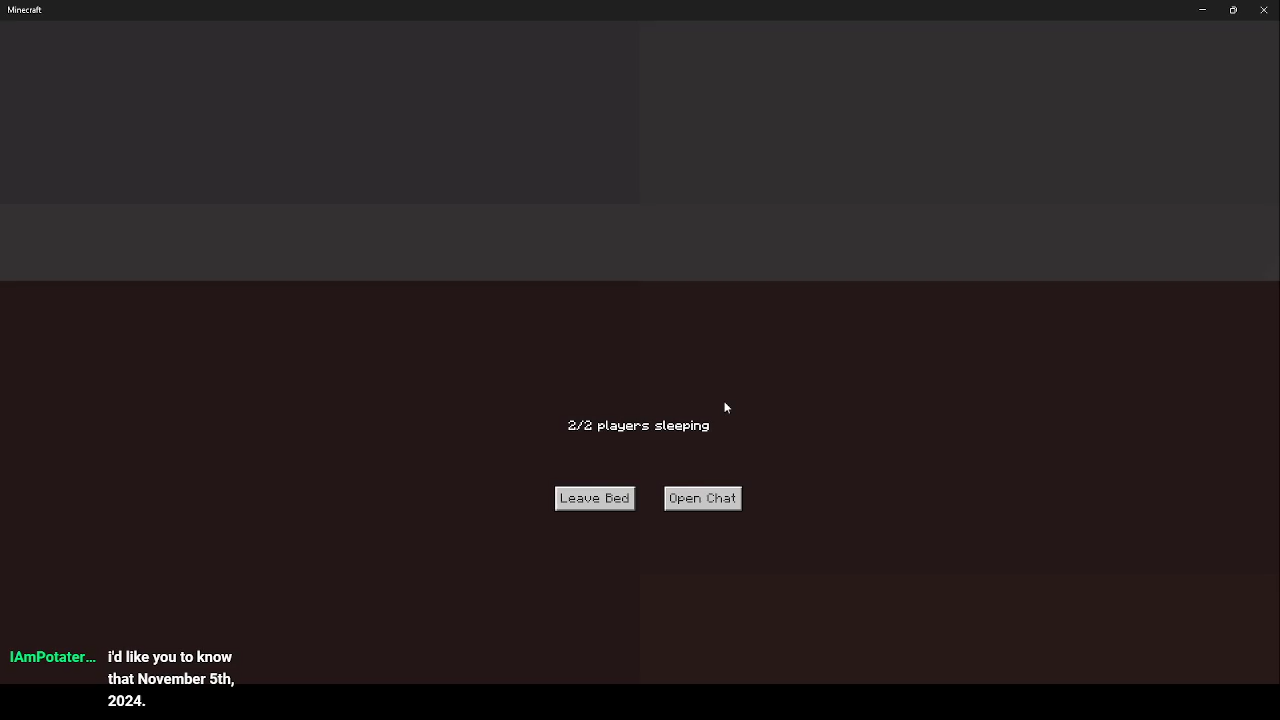 Minecraft
2/2 players sleeping
Leave Bed
Open Chat
IAmPotater... i'd like you to know
that November 5th,
2024.